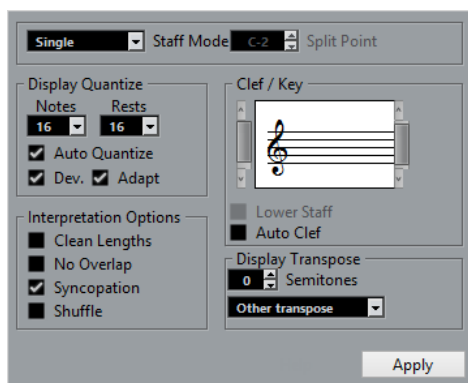 Single Staff Mode C-2 Split Point
Display Quantize
Notes Rests
16 16
Auto Quantize
Dev. Adapt
Interpretation Options
Clean Lengths
No Overlap
Syncopation
Shuffle
Clef / Key
Lower Staff
Auto Clef
Display Transpose
0 Semitones
Other transpose
Apply